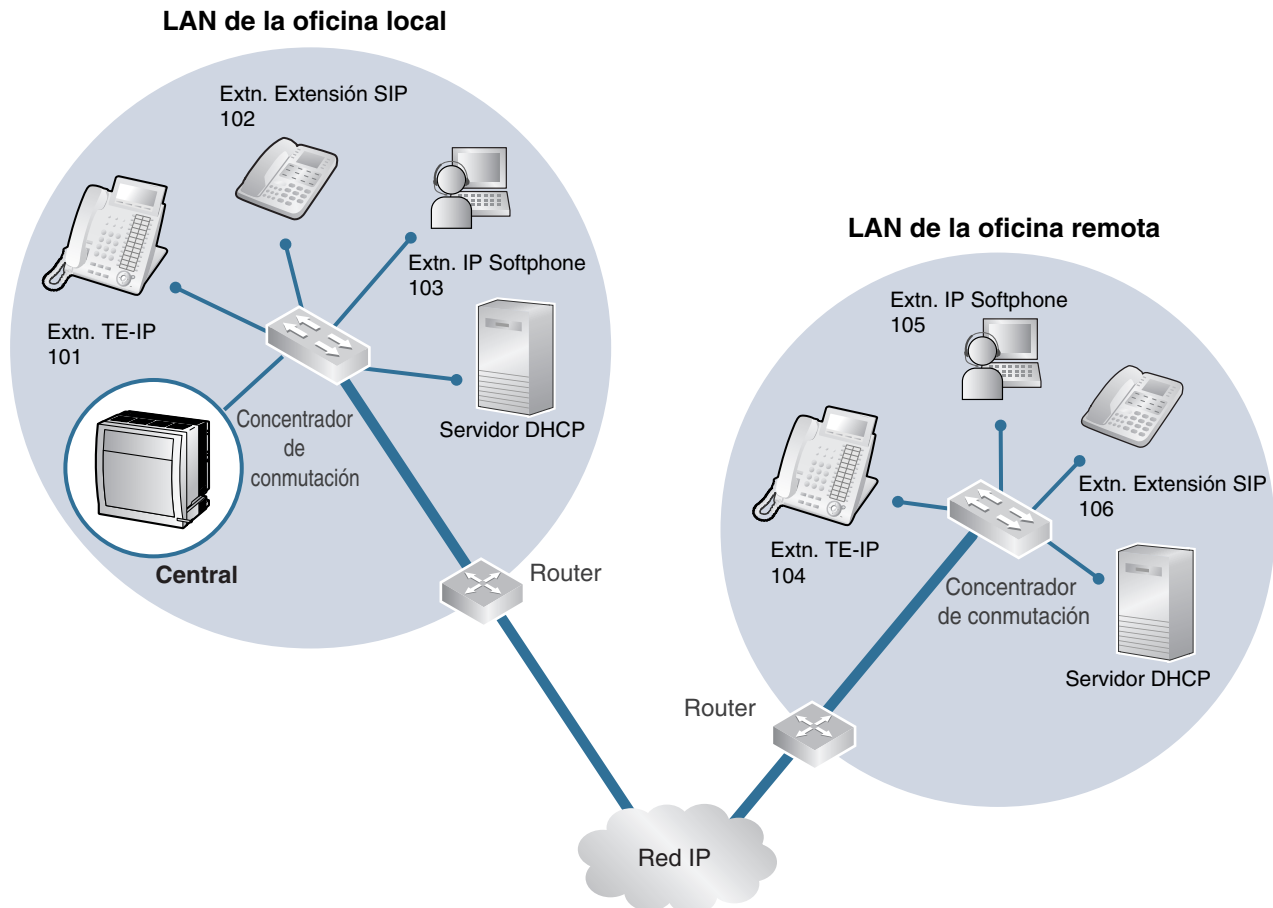 LAN de la oficina local
Extn. Extensión SIP
102
Extn. IP Softphone
103
Extn. TE-IP
101
Concentrador
de
conmutación
Servidor DHCP
Central
Router
LAN de la oficina remota
Extn. IP Softphone
105
Extn. Extensión SIP
106
Extn. TE-IP
104
Concentrador
de conmutación
Servidor DHCP
Router
Red IP